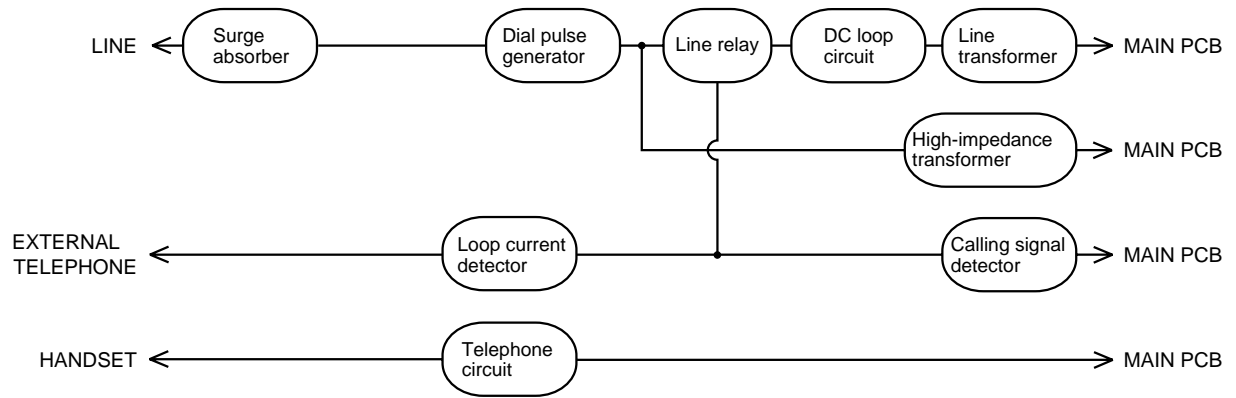 LINE
Surge
absorber
Dial pulse
generator
Line relay
DC loop
circuit
Line
transformer
MAIN PCB
High-impedance
transformer
MAIN PCB
EXTERNAL
TELEPHONE
Loop current
detector
Calling signal
detector
MAIN PCB
HANDSET
Telephone
circuit
MAIN PCB